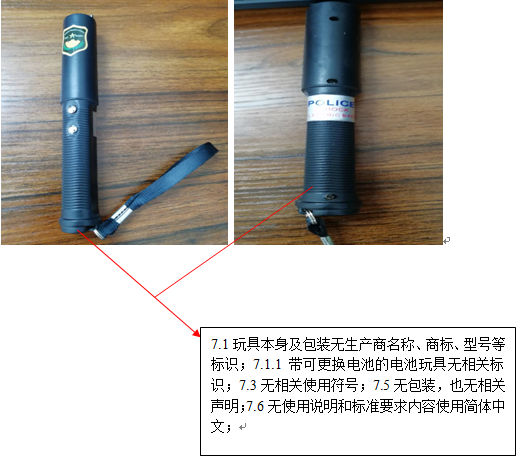 POLICE
7.1 玩具本身及包装无生产商名称、商标、型号等
标识；7.1.1 带可更换电池的电池玩具无相关标
识；7.3 无相关使用符号；7.5 无包装，也无相关
声明;7.6 无使用说明和标准要求内容使用简体中
文；